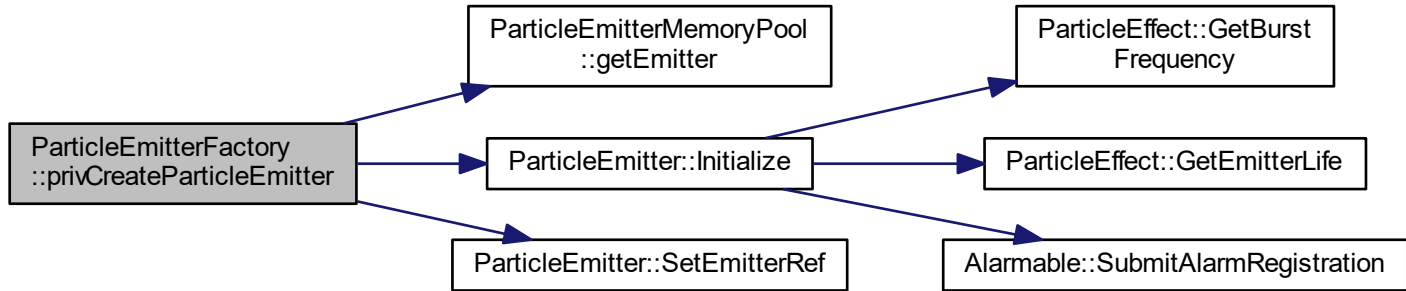 ParticleEmitterFactory
::privCreateParticleEmitter
ParticleEmitterMemoryPool
::getEmitter
ParticleEmitter::Initialize
ParticleEmitter::SetEmitterRef
ParticleEffect::GetBurst
Frequency
ParticleEffect::GetEmitterLife
Alarmable::SubmitAlarmRegistration